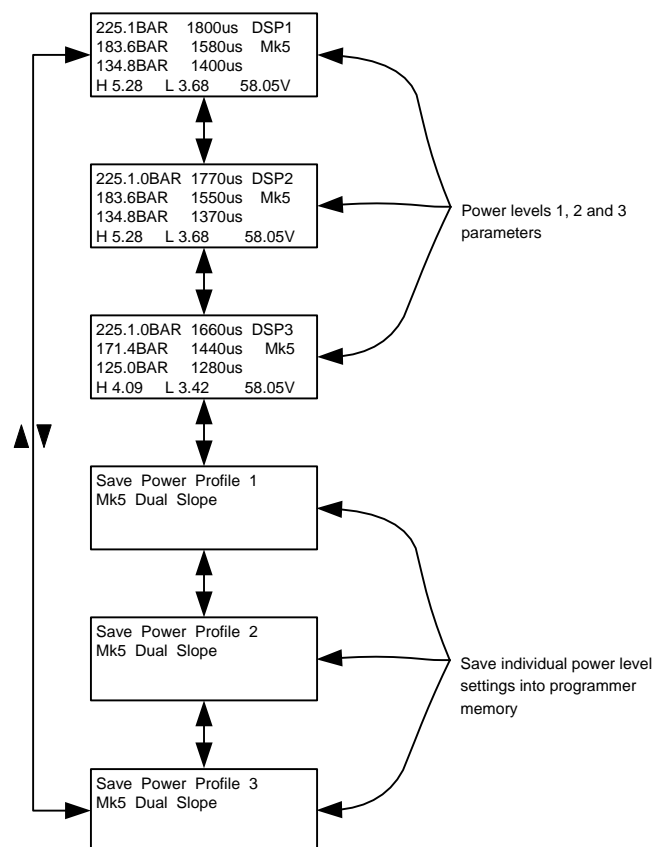 225.1BAR 1800us DSP1
183.6BAR 1580us Mk5
134.8BAR 1400us
H 5.28 L 3.68 58.05V
225.1.0BAR 1770us DSP2
183.6BAR 1550us Mk5
134.8BAR 1370us
H 5.28 L 3.68 58.05V
Power levels 1, 2 and 3
parameters
225.1.0BAR 1660us DSP3
171.4BAR 1440us Mk5
125.0BAR 1280us
H 4.09 L 3.42 58.05V
Save Power Profile 1
Mk5 Dual Slope
Save Power Profile 2
Mk5 Dual Slope
Save individual power level
settings into programmer
memory
Save Power Profile 3
Mk5 Dual Slope